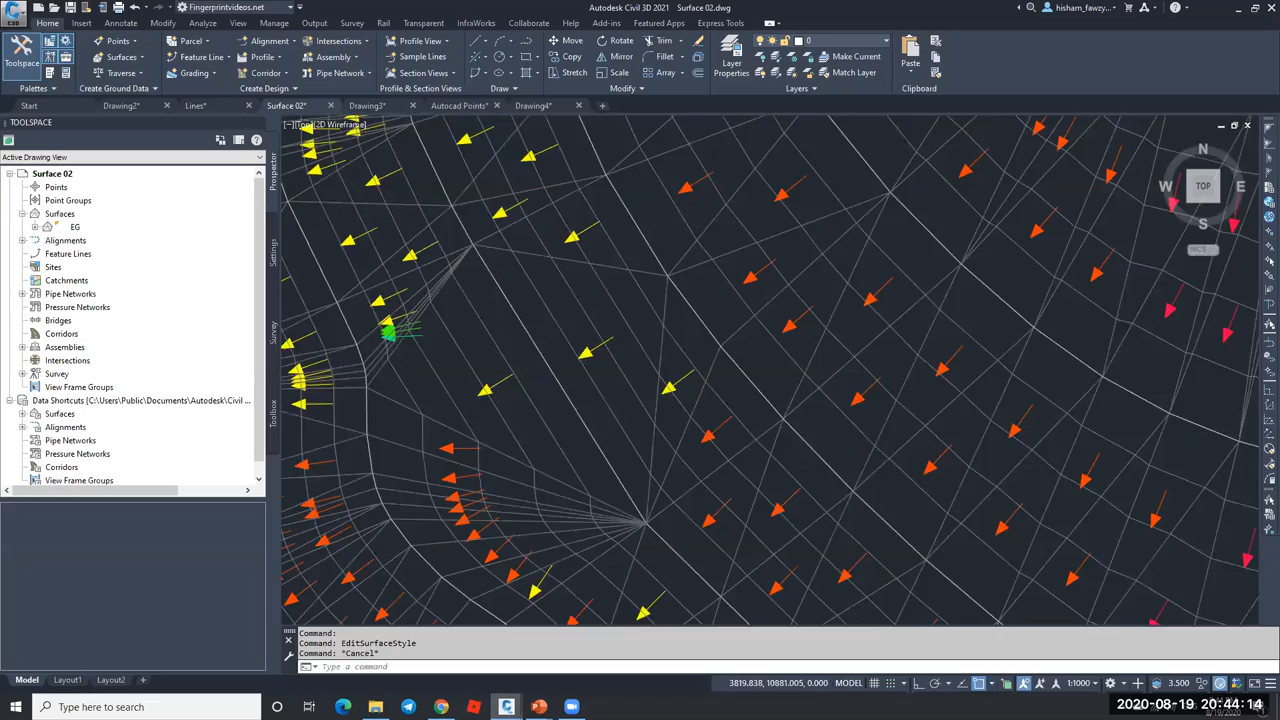 C3D
Fingerprintvideos.net
Autodesk Civil 3D 2021 Surface 02.dwg
hisham_fawzy...
Home Insert Annotate Modify Analyze View Manage Output Survey Rail Transparent InfraWorks Collaborate Help Add-ins Featured Apps Express Tools
Points Parcel Alignment Intersections Profile View Move Rotate Trim 0
Toolspace Surfaces Feature Line Profile Assembly Sample Lines Copy Mirror Fillet Layer Properties Make Current Paste
Traverse Grading Corridor Pipe Network Section Views Stretch Scale Array Match Layer
Palettes Create Ground Data Create Design Profile & Section Views Draw Modify Layers Clipboard
Start Drawing2* Lines* Surface 02* Drawing3* Autocad Points* Drawing4*
TOOLSPACE
[−][Top][2D Wireframe]
Active Drawing View
Surface 02
Points
Point Groups
Surfaces
EG
Alignments
Feature Lines
Sites
Catchments
Pipe Networks
Pressure Networks
Bridges
Corridors
Assemblies
Intersections
Survey
View Frame Groups
Data Shortcuts [C:\Users\Public\Documents\Autodesk\Civil ...
Surfaces
Alignments
Pipe Networks
Pressure Networks
Corridors
View Frame Groups
Prospector
Settings
Survey
Toolbox
N
W TOP E
S
WCS
Command:
Command: EditSurfaceStyle
Command: *Cancel*
Type a command
Model Layout1 Layout2
3819.838, 10881.005, 0.000 MODEL 1:1000 3.500
Type here to search
2020-08-19 20:44:14